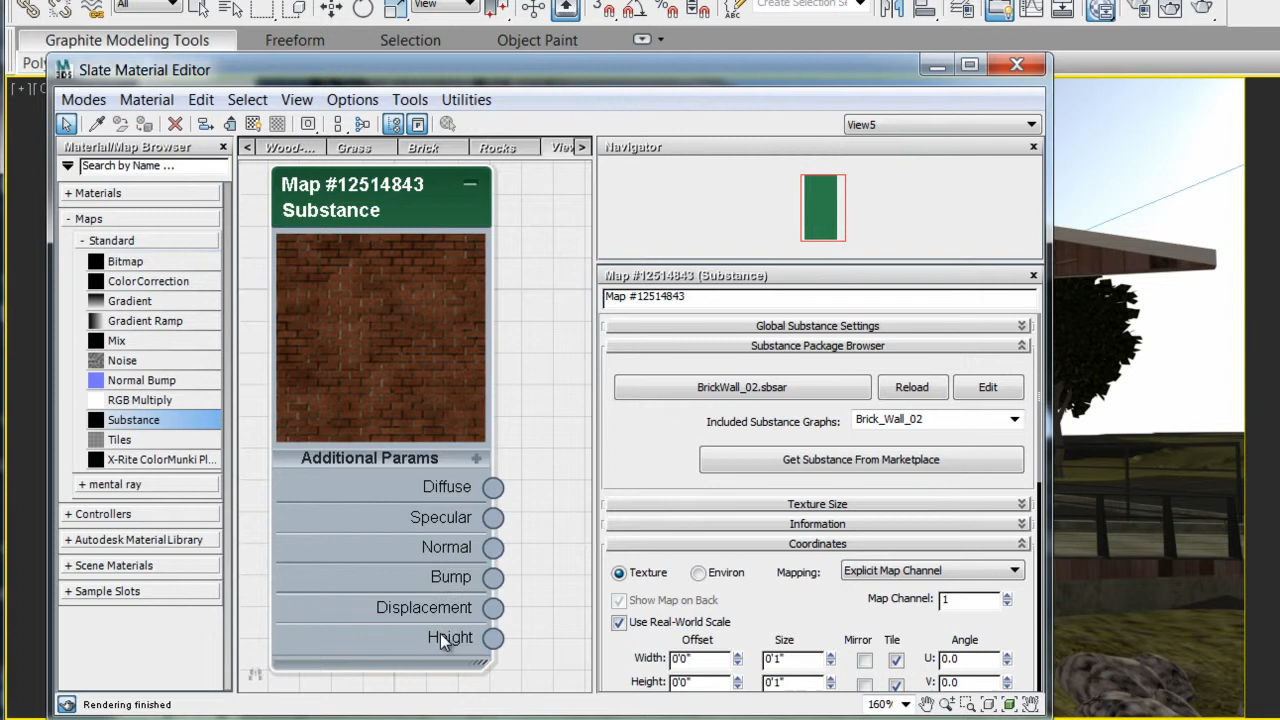 All
View
Create Selection Se
Graphite Modeling Tools
Freeform
Selection
Object Paint
Slate Material Editor
Modes
Material
Edit
Select
View
Options
Tools
Utilities
View5
Material/Map Browser
Search by Name ...
+ Materials
- Maps
- Standard
Bitmap
ColorCorrection
Gradient
Gradient Ramp
Mix
Noise
Normal Bump
RGB Multiply
Substance
Tiles
X-Rite ColorMunki Pl...
+ mental ray
+ Controllers
+ Autodesk Material Library
+ Scene Materials
+ Sample Slots
Rendering finished
Wood-...
Grass
Brick
Rocks
View
Map #12514843
Substance
Additional Params
Diffuse
Specular
Normal
Bump
Displacement
Height
Navigator
Map #12514843 (Substance)
Map #12514843
Global Substance Settings
Substance Package Browser
BrickWall_02.sbsar
Reload
Edit
Included Substance Graphs:
Brick_Wall_02
Get Substance From Marketplace
Texture Size
Information
Coordinates
Texture
Environ
Mapping:
Explicit Map Channel
Show Map on Back
Map Channel:
1
Use Real-World Scale
Offset
Size
Mirror
Tile
Angle
Width:
0'0"
0'1"
U:
0.0
Height:
0'0"
0'1"
V:
0.0
160%